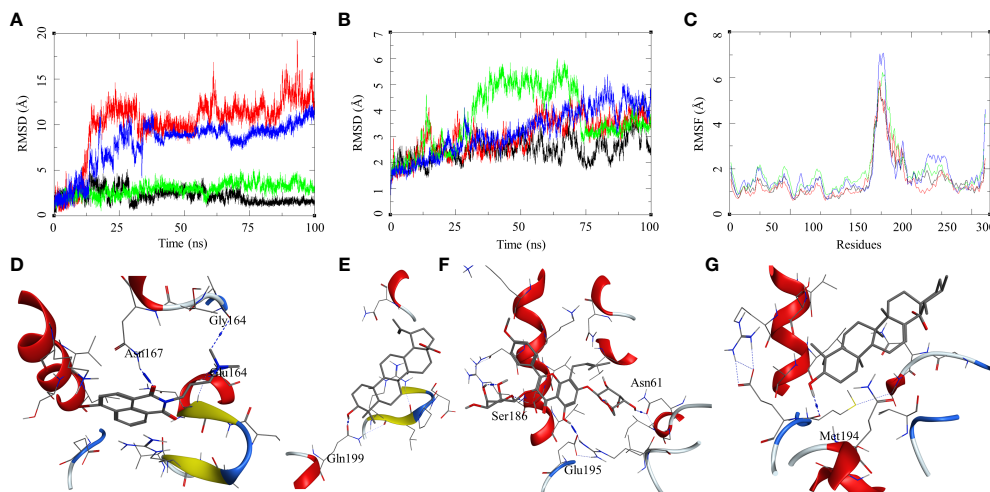 A
B
C
RMSD (Å)
20
15
10
5
0
0
25
50
75
100
Time (ns)
RMSD (Å)
7
6
5
4
3
2
1
0
0
25
50
75
100
Time (ns)
RMSF (Å)
8
6
4
2
0
0
50
100
150
200
250
300
Residues
D
E
F
G
Gly164
Asn167
Glu164
Gln199
Ser186
Asn61
Glu195
Met194